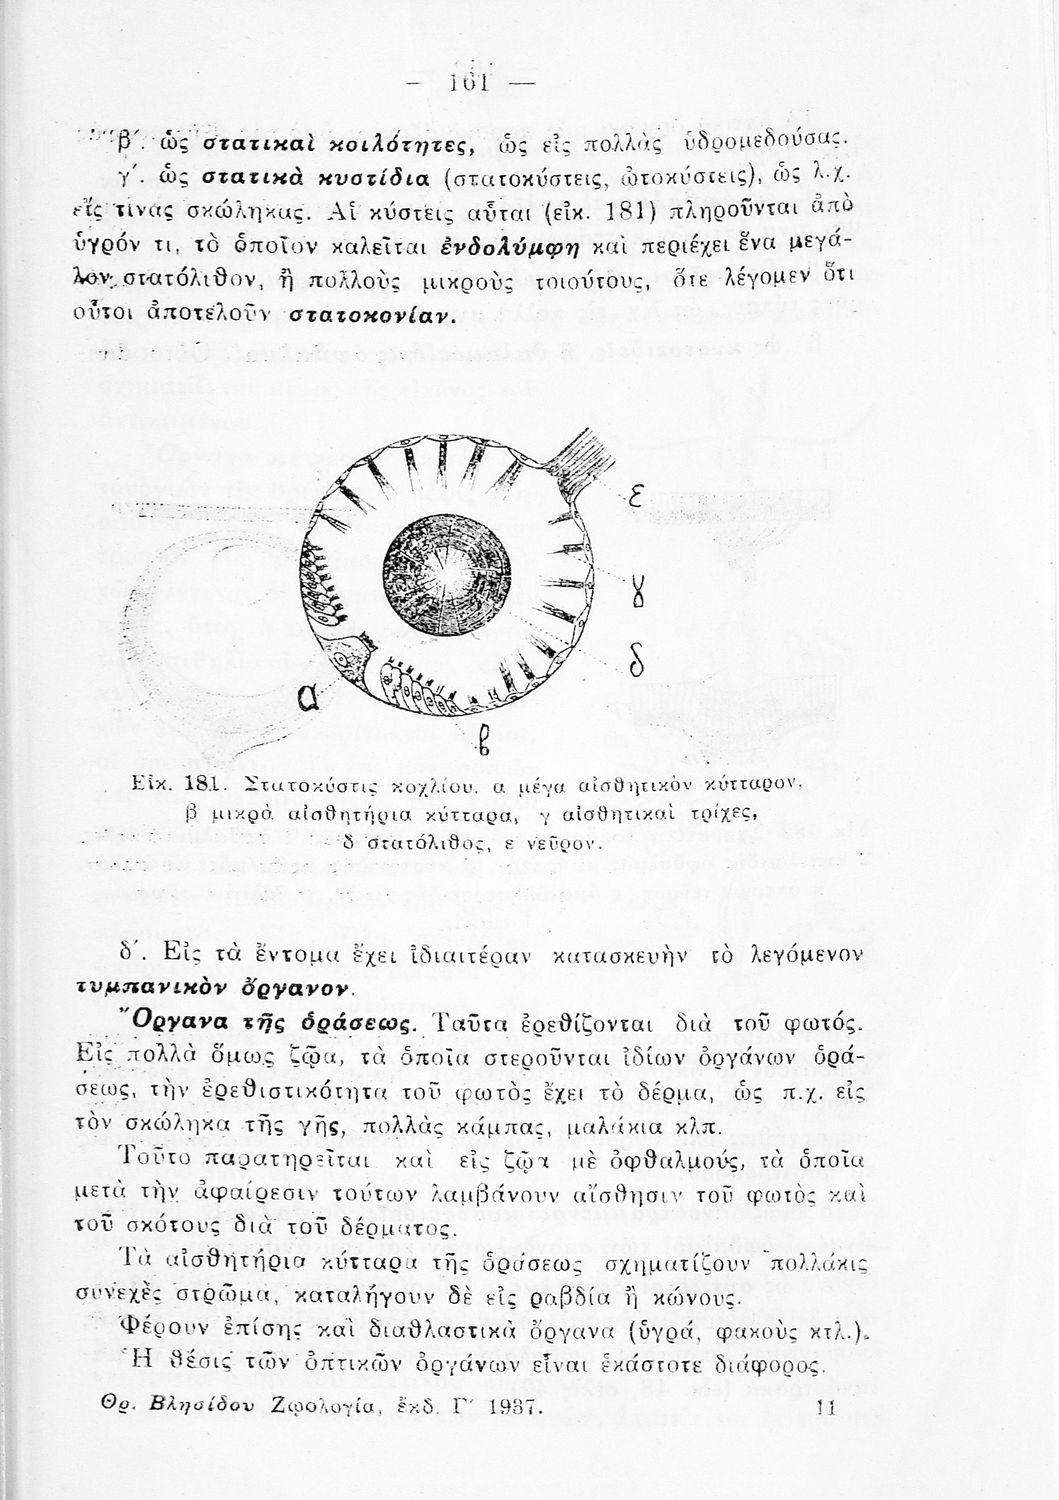 — 161 —
β´. ὡς στατικαὶ κοιλότητες, ὡς εἰς πολλὰς ὑδρομεδούσας.
γ´. ὡς στατικὰ κυστίδια (στατοκύστεις, ὠτοκύστεις), ὡς λ.χ.
εἴς τινας σκώληκας. Αἱ κύστεις αὗται (εἰκ. 181) πληροῦνται ἀπὸ
ὑγρόν τι, τὸ ὁποῖον καλεῖται ἐνδολύμφη καὶ περιέχει ἕνα μεγά-
λον στατόλιθον, ἢ πολλοὺς μικροὺς τοιούτους, ὅτε λέγομεν ὅτι
οὗτοι ἀποτελοῦν στατοκονίαν.
ε
γ
δ
α
β
Εἰκ. 181. Στατοκύστις κοχλίου. α μέγα αἰσθητικὸν κύτταρον,
β μικρὰ αἰσθητήρια κύτταρα, γ αἰσθητικαὶ τρίχες,
δ στατόλιθος, ε νεῦρον.
δ´. Εἰς τὰ ἔντομα ἔχει ἰδιαιτέραν κατασκευὴν τὸ λεγόμενον
τυμπανικὸν ὄργανον.
Ὄργανα τῆς ὁράσεως. Ταῦτα ἐρεθίζονται διὰ τοῦ φωτός.
Εἰς πολλὰ ὅμως ζῷα, τὰ ὁποῖα στεροῦνται ἰδίων ὀργάνων ὁρά-
σεως, τὴν ἐρεθιστικότητα τοῦ φωτὸς ἔχει τὸ δέρμα, ὡς π.χ. εἰς
τὸν σκώληκα τῆς γῆς, πολλὰς κάμπας, μαλάκια κλπ.
Τοῦτο παρατηρεῖται καὶ εἰς ζῷα μὲ ὀφθαλμούς, τὰ ὁποῖα
μετὰ τὴν ἀφαίρεσιν τούτων λαμβάνουν αἴσθησιν τοῦ φωτὸς καὶ
τοῦ σκότους διὰ τοῦ δέρματος.
Τὰ αἰσθητήρια κύτταρα τῆς ὁράσεως σχηματίζουν πολλάκις
συνεχὲς στρῶμα, καταλήγουν δὲ εἰς ραβδία ἢ κώνους.
Φέρουν ἐπίσης καὶ διαθλαστικὰ ὄργανα (ὑγρά, φακοὺς κτλ.).
Ἡ θέσις τῶν ὀπτικῶν ὀργάνων εἶναι ἑκάστοτε διάφορος.
Θρ. Βλησίδου Ζῳολογία, ἔκδ. Γ´ 1937. 11